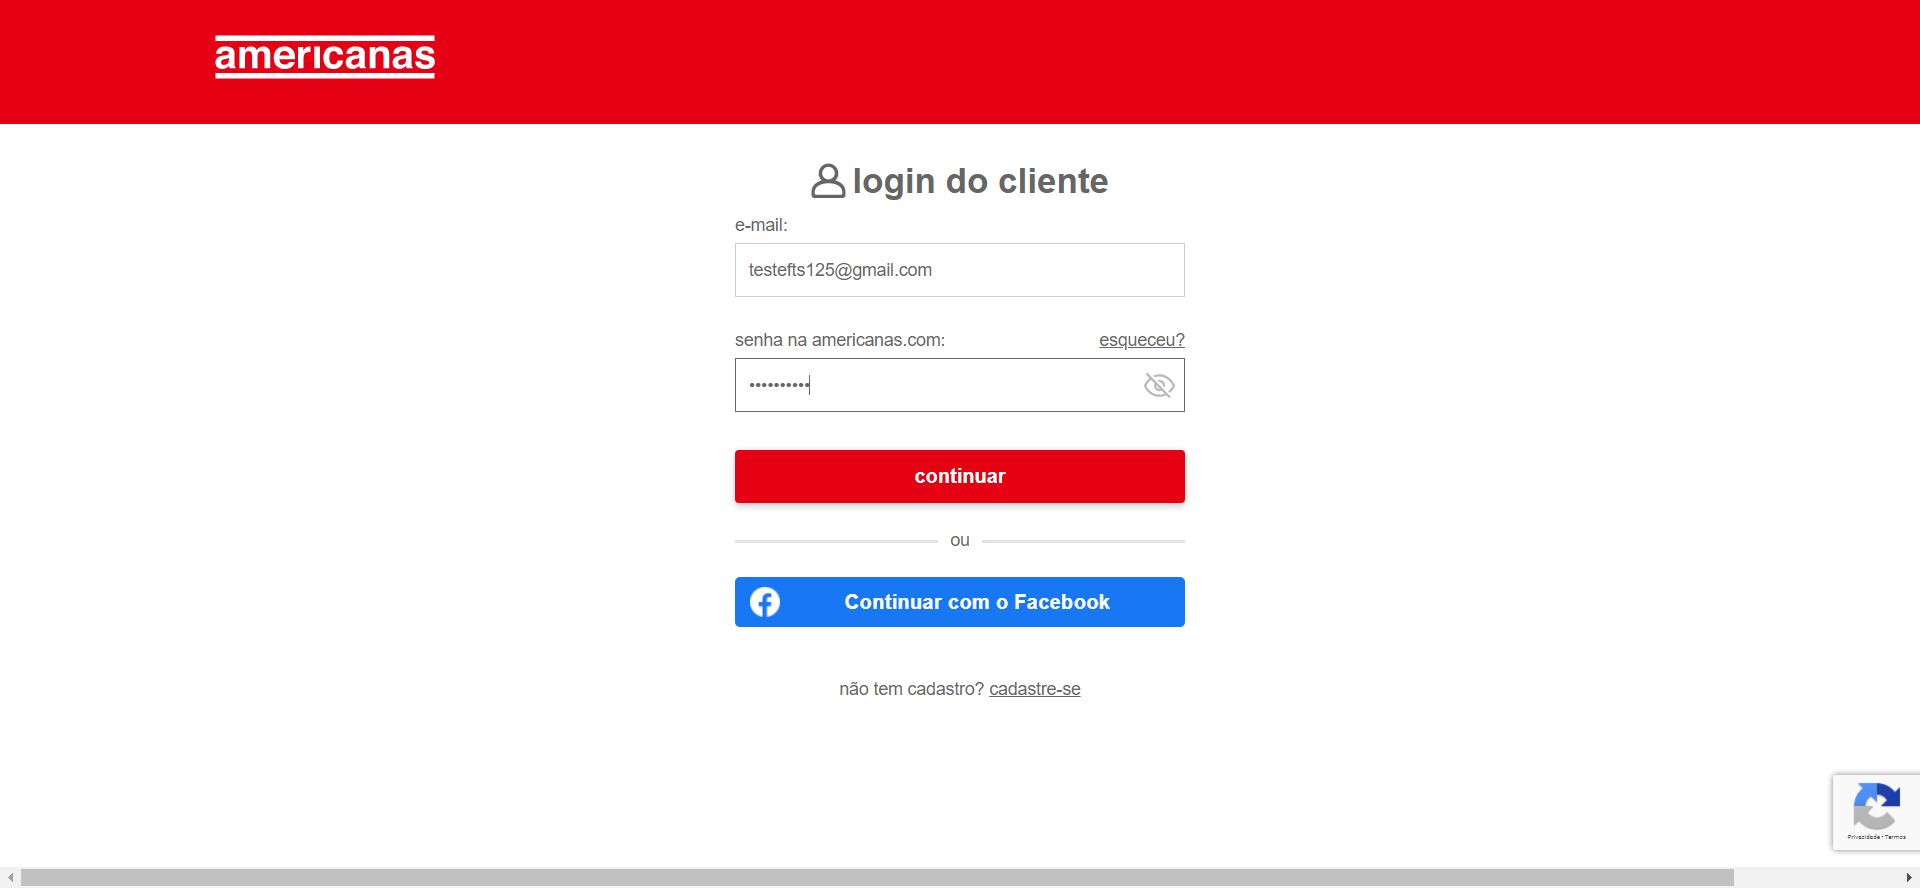 americanas
login do cliente
e-mail:
testefts125@gmail.com
senha na americanas.com: esqueceu?
••••••••••
continuar
ou
Continuar com o Facebook
não tem cadastro? cadastre-se
Privacidade • Termos